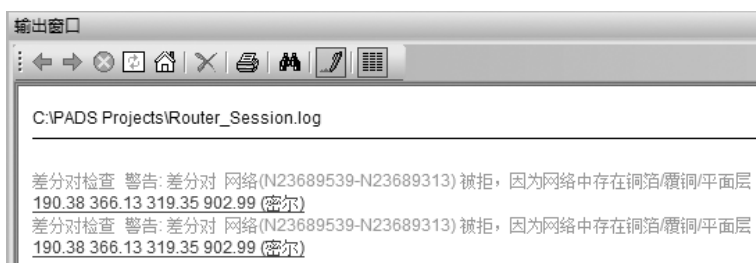 输出窗口
C:\PADS Projects\Router_Session.log
差分对检查 警告: 差分对 网络(N23689539-N23689313) 被拒，因为网络中存在铜箔/覆铜/平面层
190.38 366.13 319.35 902.99 (密尔)
差分对检查 警告: 差分对 网络(N23689539-N23689313) 被拒，因为网络中存在铜箔/覆铜/平面层
190.38 366.13 319.35 902.99 (密尔)